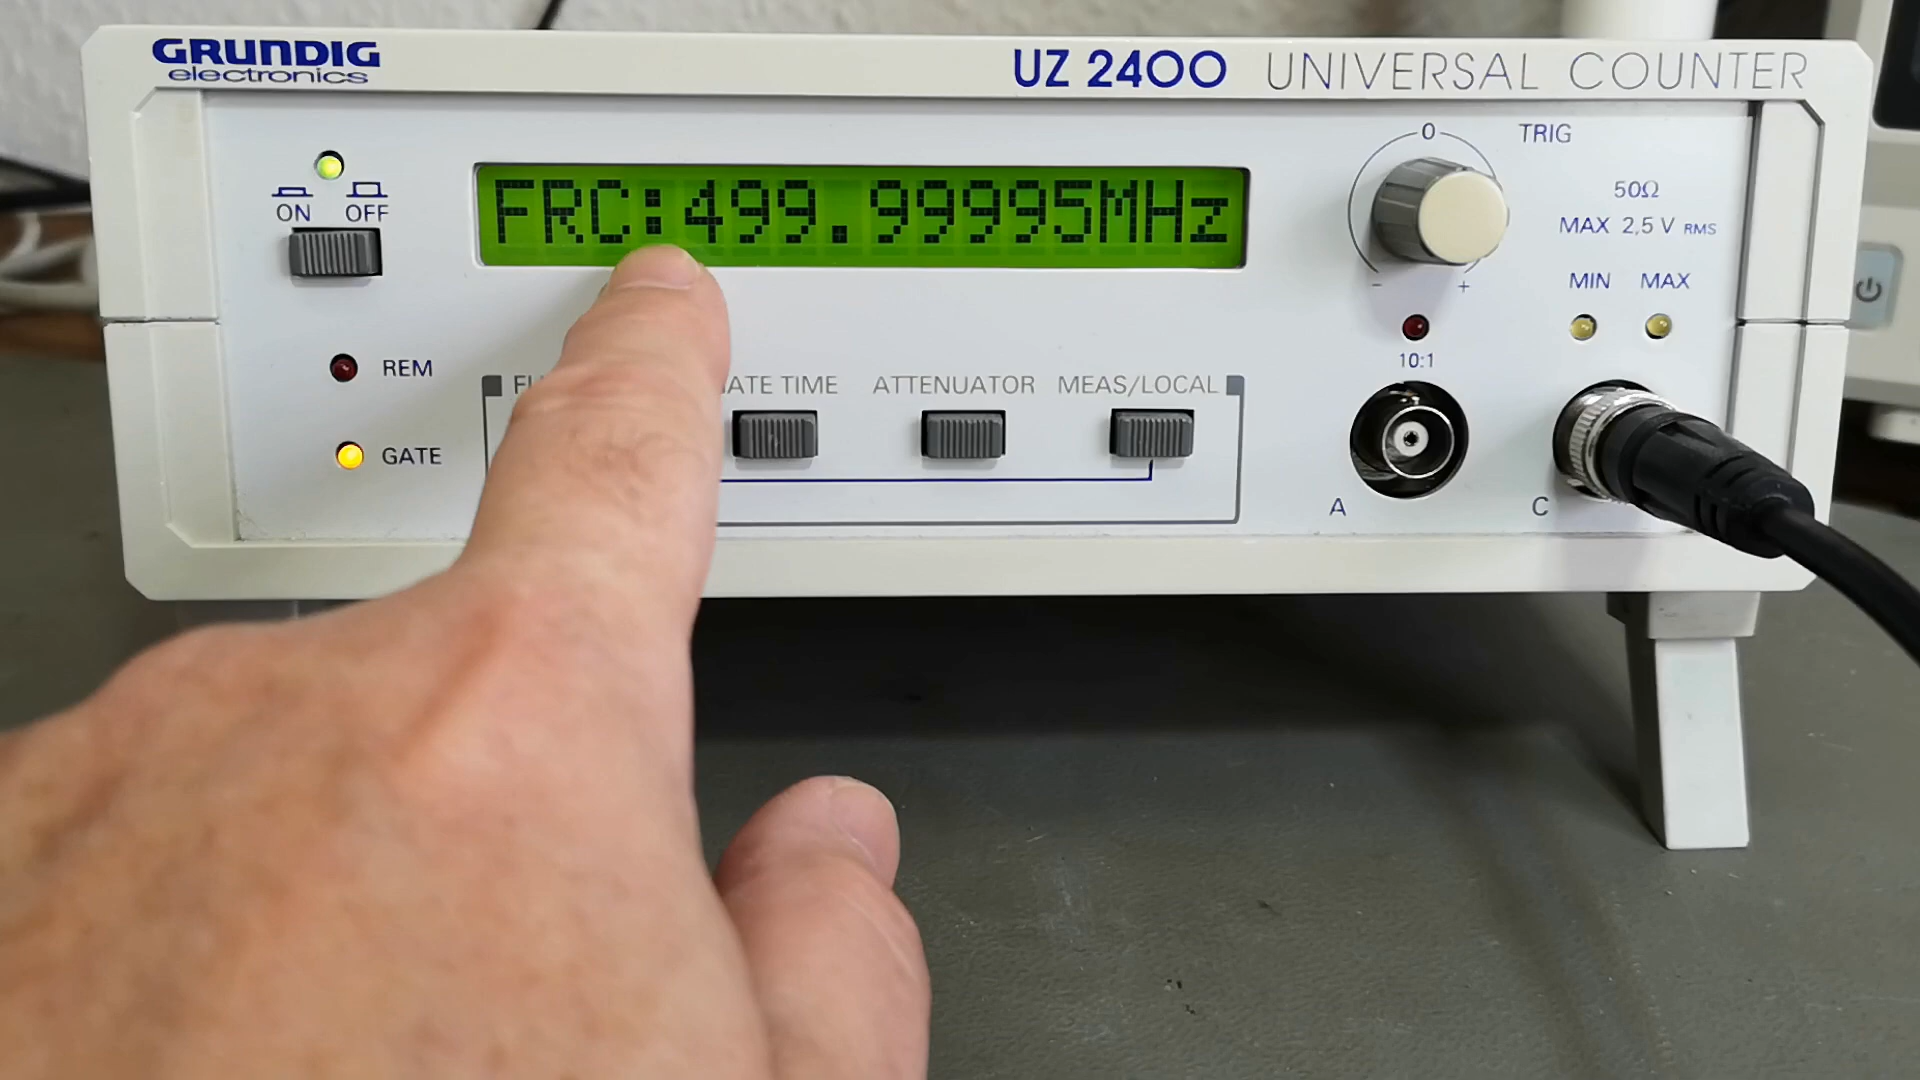 GRUNDIG
electronics
UZ 2400 UNIVERSAL COUNTER
ON OFF
FRC:499.99995MHz
0
TRIG
- +
50Ω
MAX 2,5 V RMS
MIN MAX
10:1
REM
GATE
TIME ATTENUATOR MEAS/LOCAL
A
C